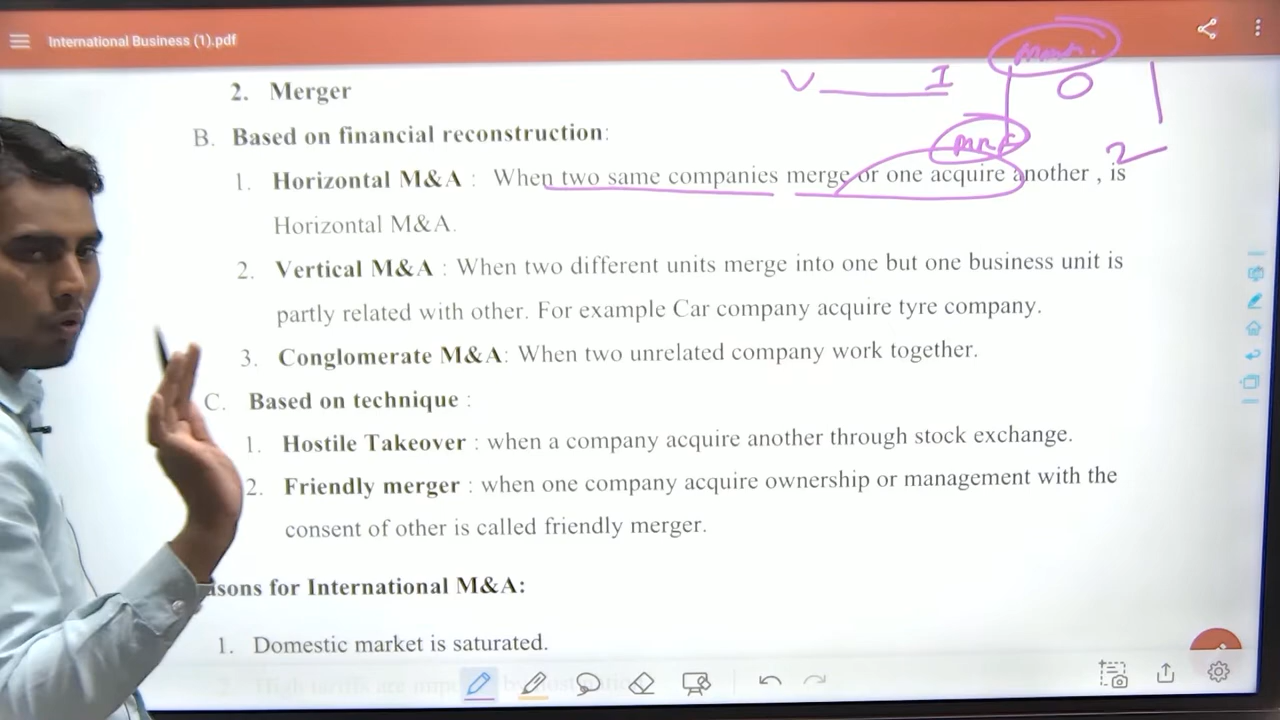 International Business (1).pdf
V I O
2
2. Merger
B. Based on financial reconstruction:
1. Horizontal M&A : When two same companies merge or one acquire another , is
Horizontal M&A.
2. Vertical M&A : When two different units merge into one but one business unit is
partly related with other. For example Car company acquire tyre company.
3. Conglomerate M&A: When two unrelated company work together.
C. Based on technique :
1. Hostile Takeover : when a company acquire another through stock exchange.
2. Friendly merger : when one company acquire ownership or management with the
consent of other is called friendly merger.
sons for International M&A:
1. Domestic market is saturated.